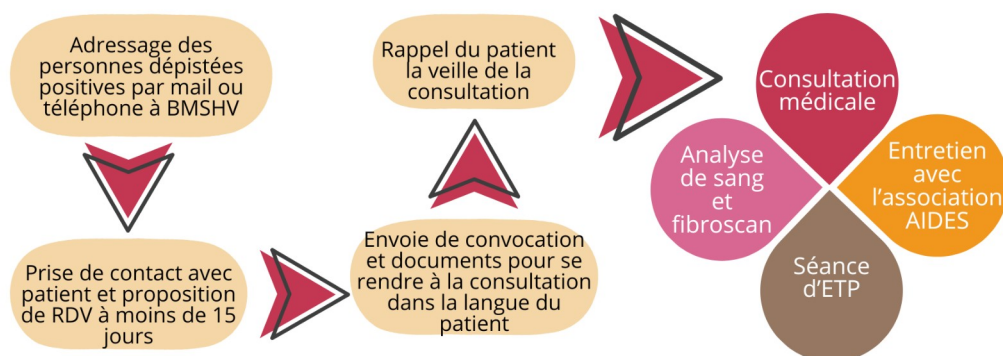 Adressage des
personnes dépistées
positives par mail ou
téléphone à BMSHV
Prise de contact avec
patient et proposition
de RDV à moins de 15
jours
Envoie de convocation
et documents pour se
rendre à la consultation
dans la langue du
patient
Rappel du patient
la veille de la
consultation
Consultation
médicale
Analyse
de sang
et
fibroscan
Entretien
avec
l'association
AIDES
Séance
d'ETP